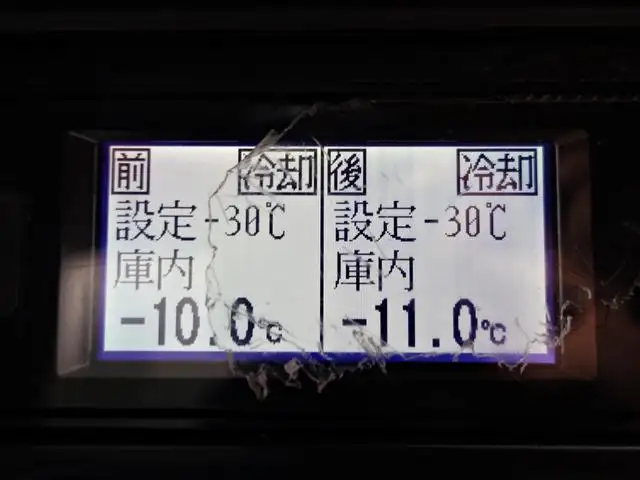 前 冷却
設定-30℃
庫内
-10.0℃
後 冷却
設定-30℃
庫内
-11.0℃